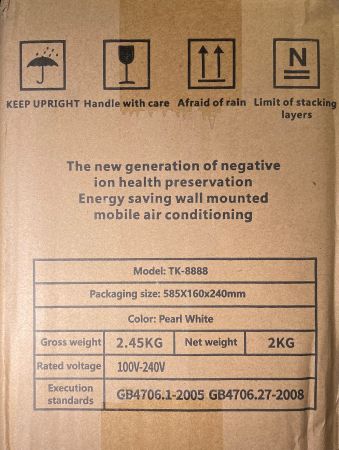 N
KEEP UPRIGHT Handle with care Afraid of rain Limit of stacking
layers
The new generation of negative
ion health preservation
Energy saving wall mounted
mobile air conditioning
Model: TK-8888
Packaging size: 585X160x240mm
Color: Pearl White
Gross weight 2.45KG Net weight 2KG
Rated voltage 100V-240V
Execution
standards GB4706.1-2005 GB4706.27-2008